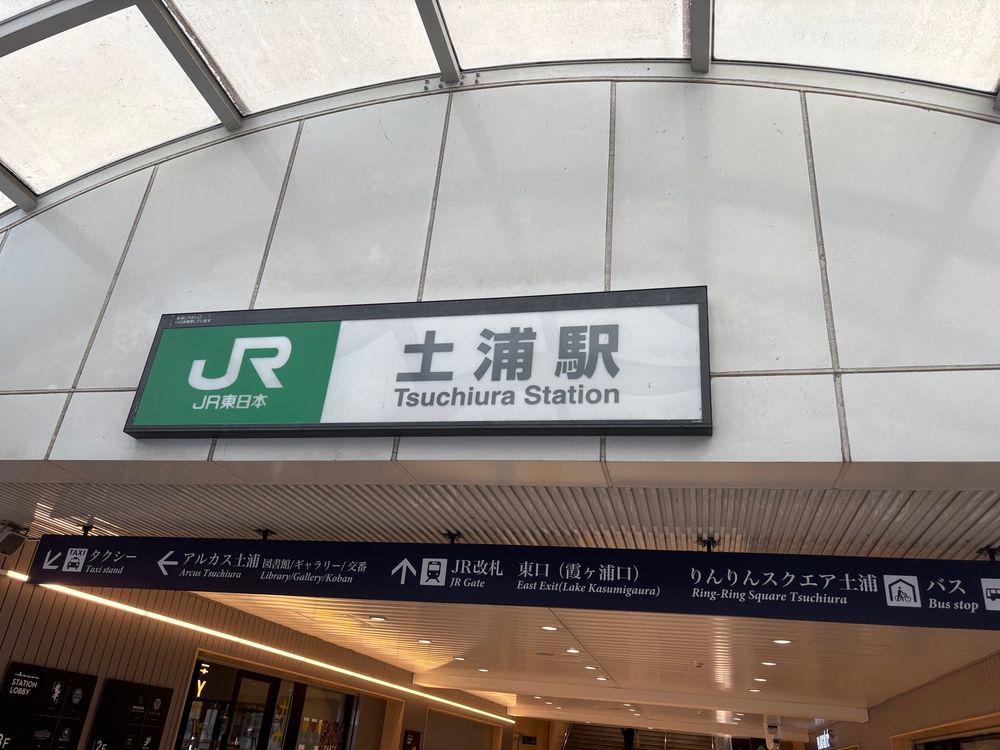 JR
JR東日本
土浦駅
Tsuchiura Station
TAXI
タクシー
Taxi stand
アルカス土浦 図書館/ギャラリー/交番
Arcus Tsuchiura Library/Gallery/Koban
JR改札
JR Gate
東口（霞ヶ浦口）
East Exit(Lake Kasumigaura)
りんりんスクエア土浦
Ring-Ring Square Tsuchiura
バス
Bus stop
STATION
LOBBY